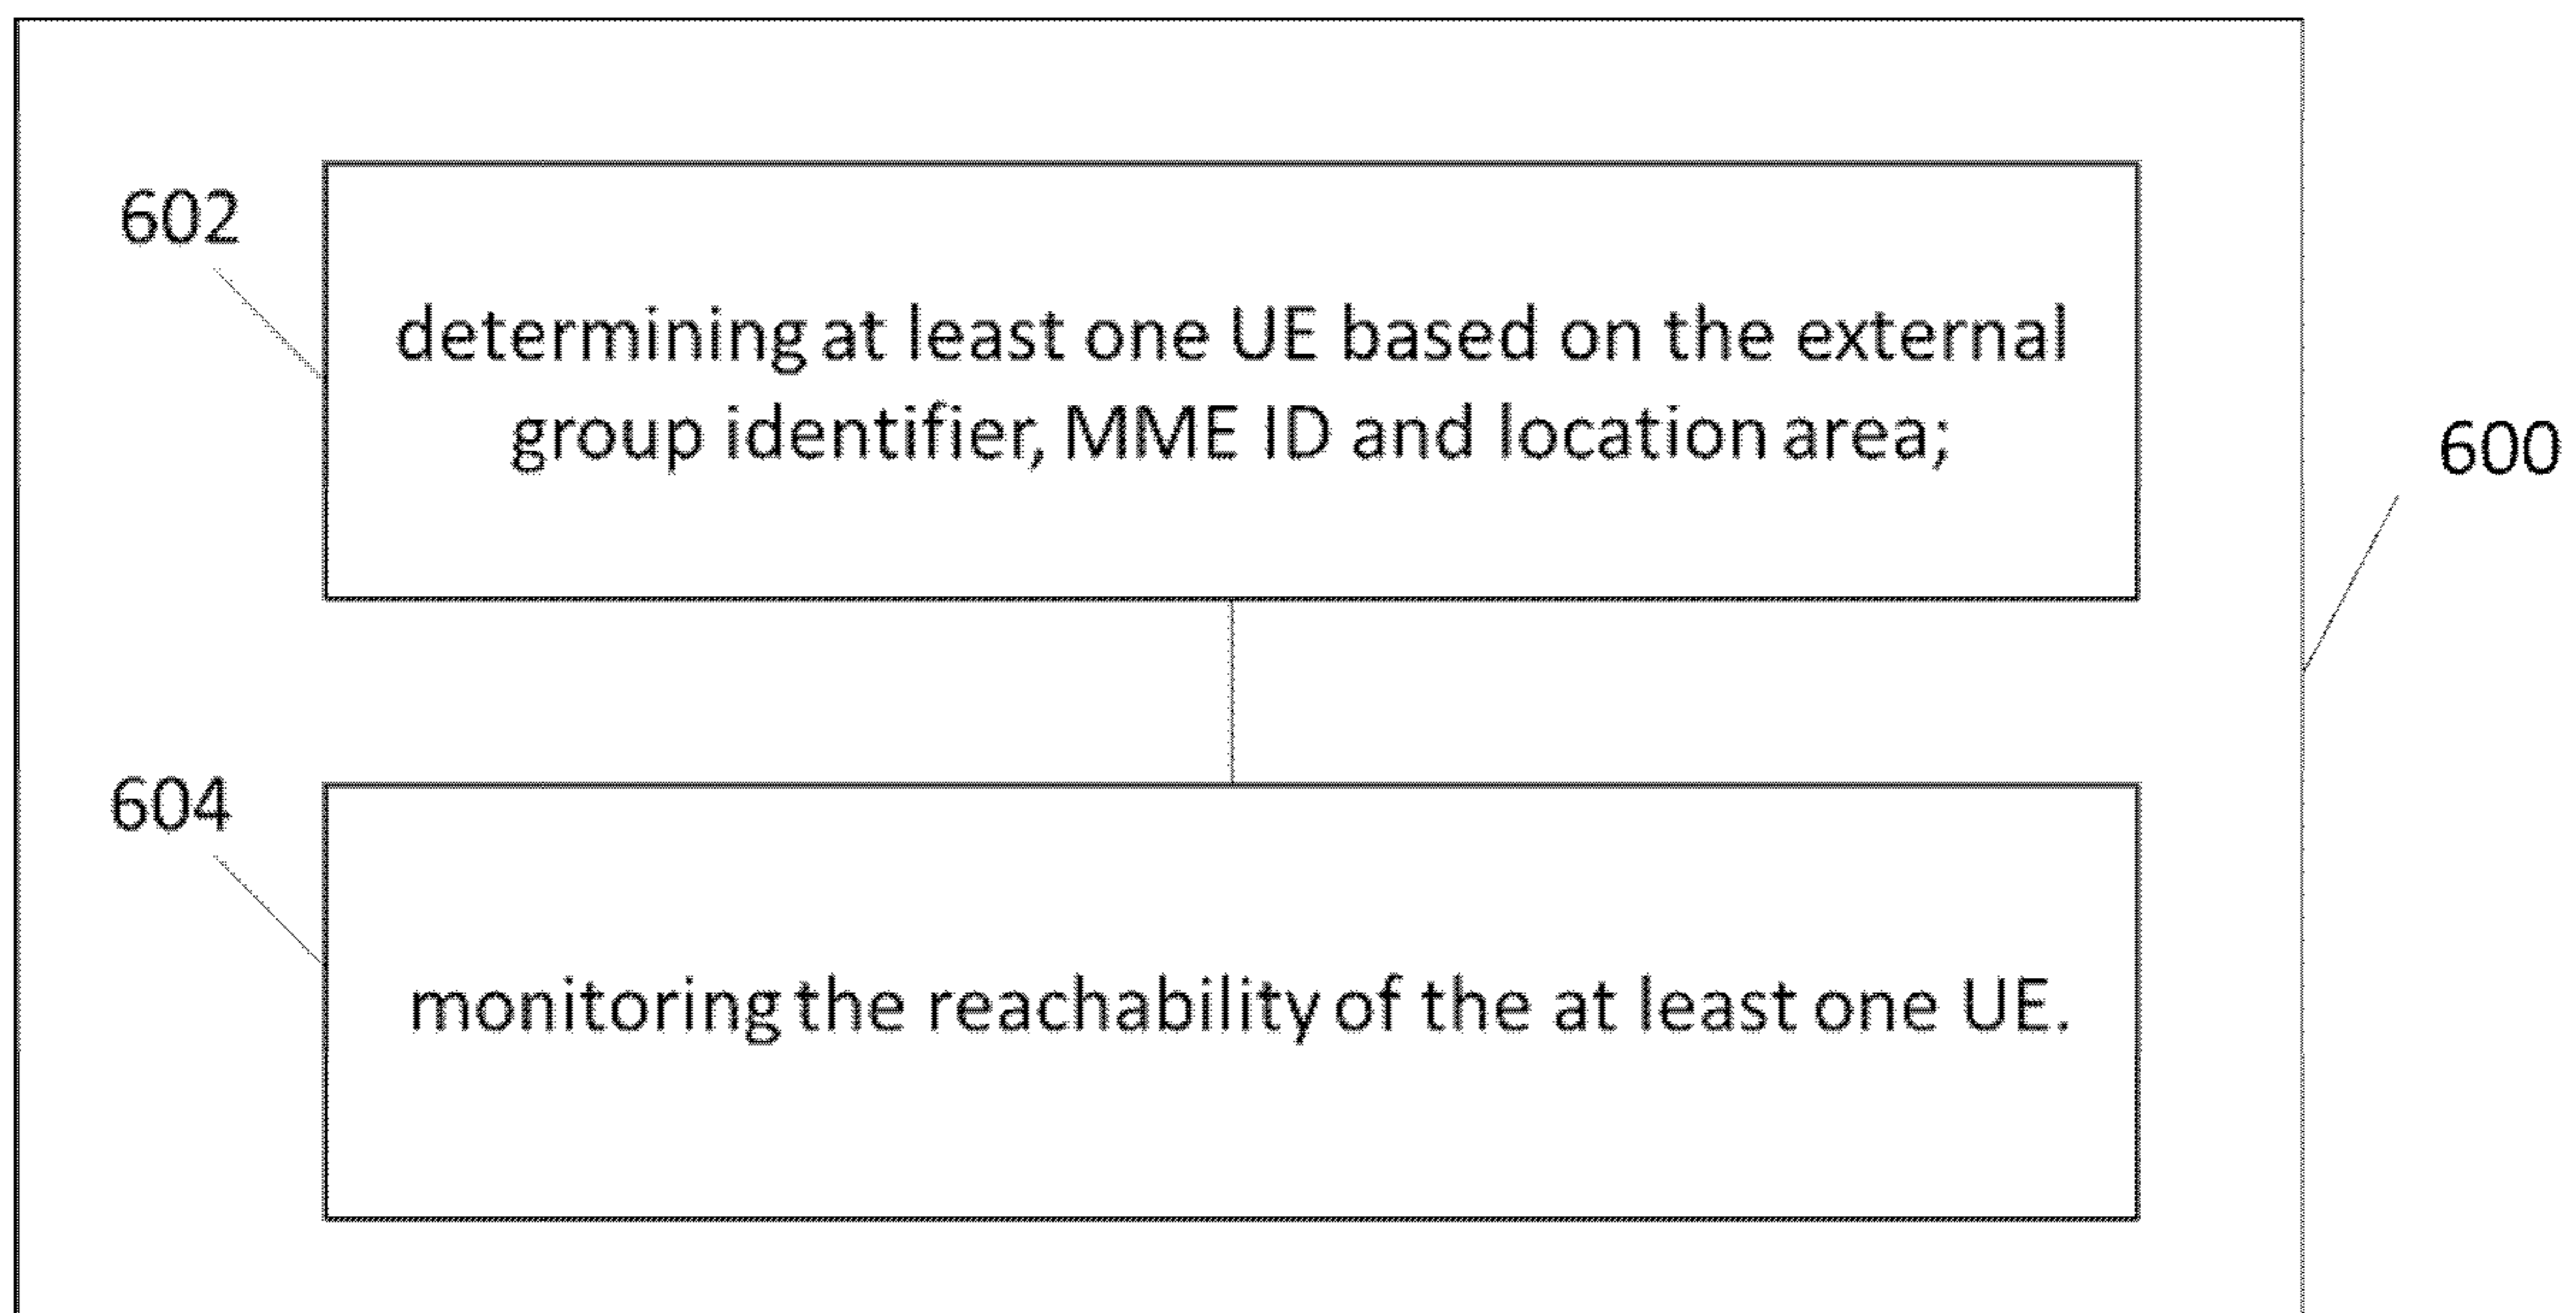 602
determining at least one UE based on the external
group identifier, MME ID and location area;
600
604
monitoring the reachability of the at least one UE.